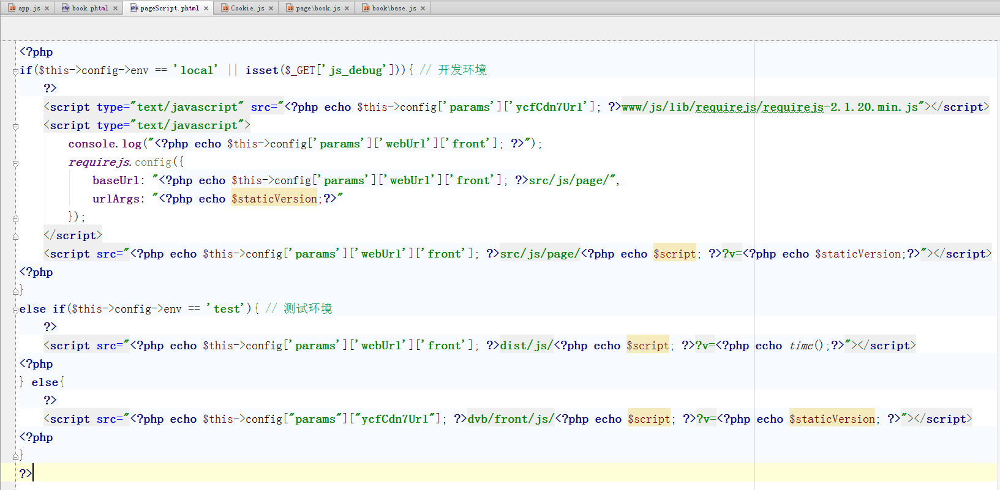 app.js
book.phtml
pageScript.phtml
Cookie.js
page\book.js
book\base.js
<?php
if($this->config->env == 'local' || isset($_GET['js_debug'])){ // 开发环境
?>
<script type="text/javascript" src="<?php echo $this->config['params']['ycfCdn7Url']; ?>www/js/lib/requirejs/requirejs-2.1.20.min.js"></script>
<script type="text/javascript">
console.log("<?php echo $this->config['params']['webUrl']['front']; ?>");
requirejs.config({
baseUrl: "<?php echo $this->config['params']['webUrl']['front']; ?>src/js/page/",
urlArgs: "<?php echo $staticVersion;?>"
});
</script>
<script src="<?php echo $this->config['params']['webUrl']['front']; ?>src/js/page/<?php echo $script; ?>?v=<?php echo $staticVersion;?>"></script>
<?php
}
else if($this->config->env == 'test'){ // 测试环境
?>
<script src="<?php echo $this->config['params']['webUrl']['front']; ?>dist/js/<?php echo $script; ?>?v=<?php echo time();?>"></script>
<?php
} else{
?>
<script src="<?php echo $this->config["params"]["ycfCdn7Url"]; ?>dvb/front/js/<?php echo $script; ?>?v=<?php echo $staticVersion; ?>"></script>
<?php
}
?>